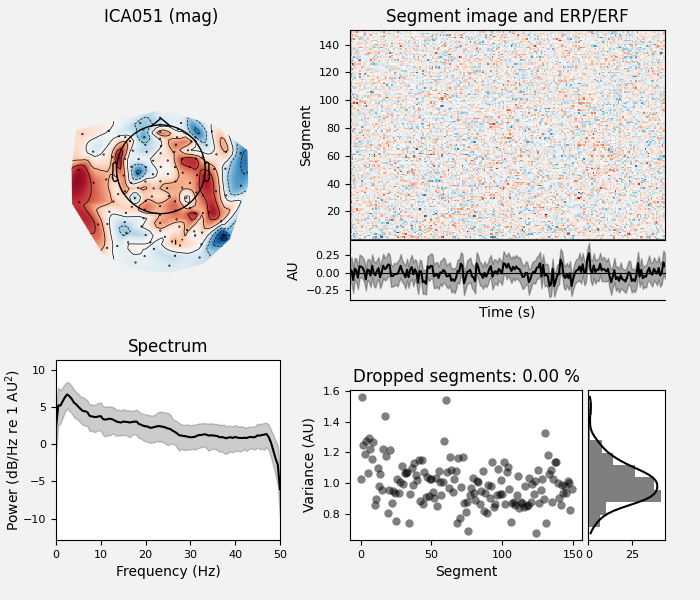 ICA051 (mag)
Segment image and ERP/ERF
140
120
100
80
60
40
20
Segment
0.25
0.00
−0.25
AU
Time (s)
Spectrum
10
5
0
−5
−10
Power (dB/Hz re 1 AU²)
0 10 20 30 40 50
Frequency (Hz)
Dropped segments: 0.00 %
1.6
1.4
1.2
1.0
0.8
Variance (AU)
0 50 100 150
Segment
0 25